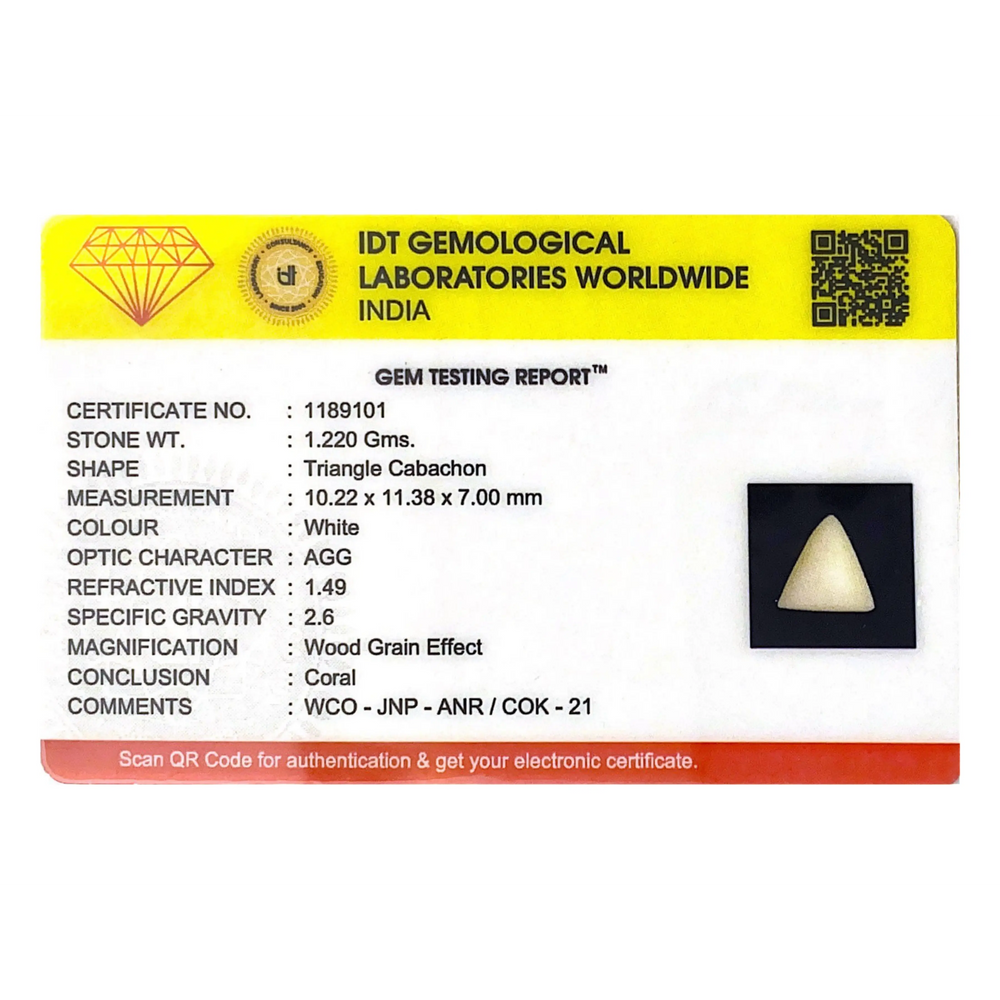 IDT GEMOLOGICAL
LABORATORIES WORLDWIDE
INDIA
CONSULTANCY
GEM TESTING REPORT™
CERTIFICATE NO. : 1189101
STONE WT. : 1.220 Gms.
SHAPE : Triangle Cabachon
MEASUREMENT : 10.22 x 11.38 x 7.00 mm
COLOUR : White
OPTIC CHARACTER : AGG
REFRACTIVE INDEX : 1.49
SPECIFIC GRAVITY : 2.6
MAGNIFICATION : Wood Grain Effect
CONCLUSION : Coral
COMMENTS : WCO - JNP - ANR / COK - 21
Scan QR Code for authentication & get your electronic certificate.